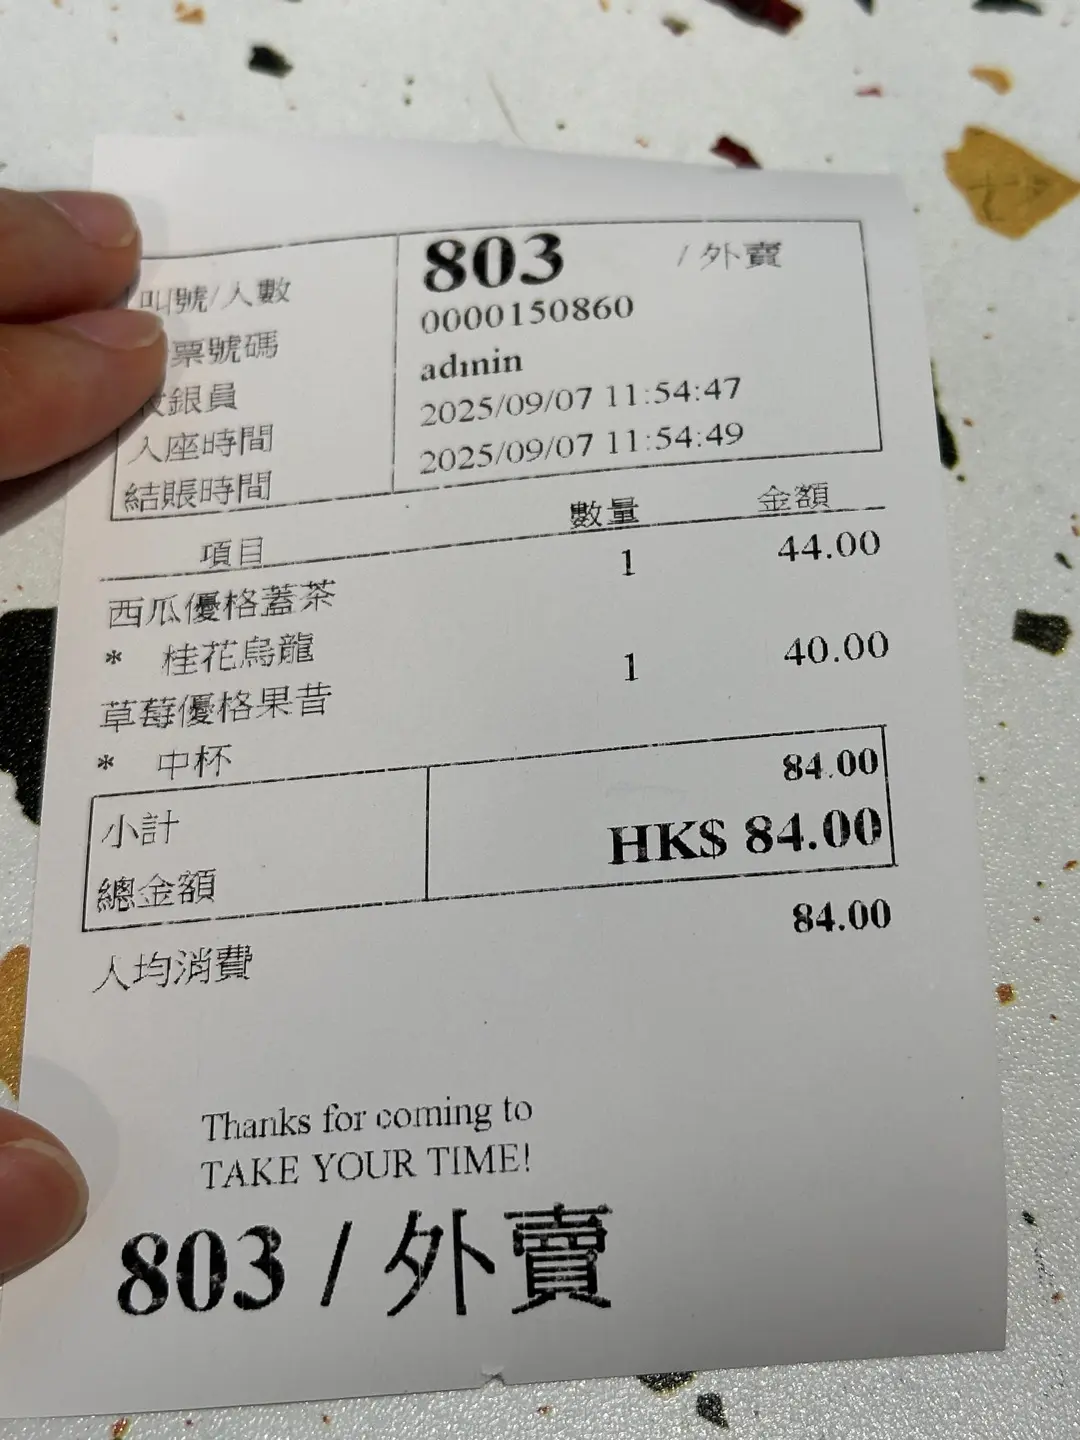 叫號/人數 803 / 外賣
票號碼 0000150860
收銀員 admin
入座時間 2025/09/07 11:54:47
結賬時間 2025/09/07 11:54:49
項目 數量 金額
西瓜優格蓋茶 1 44.00
* 桂花烏龍
草莓優格果昔 1 40.00
* 中杯
小計 84.00
總金額 HK$ 84.00
人均消費 84.00
Thanks for coming to
TAKE YOUR TIME!
803 / 外賣